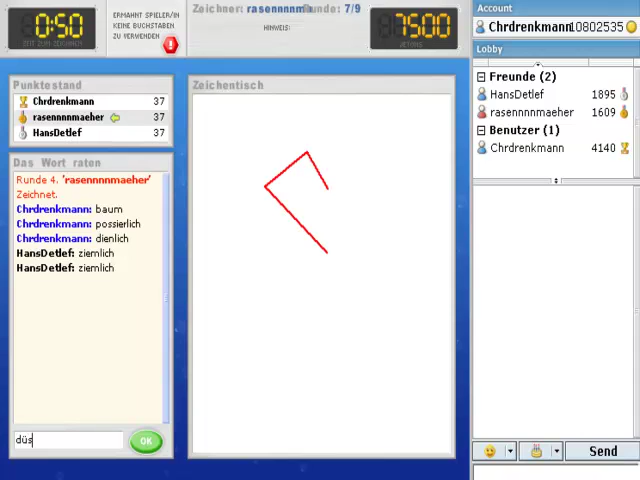 0:50
ZEIT ZUM ZEICHNEN
ERMAHNT SPIELER/IN
KEINE BUCHSTABEN
ZU VERWENDEN
Zeichner: rasennnnm Runde: 7/9
HINWEIS:
7500
JETONS
Account
Chrdrenkmann 10802535
Lobby
Freunde (2)
HansDetlef 1895
rasennnnmaeher 1609
Benutzer (1)
Chrdrenkmann 4140
Punktestand
Chrdrenkmann 37
rasennnnmaeher 37
HansDetlef 37
Zeichentisch
Das Wort raten
Runde 4. 'rasennnnmaeher'
Zeichnet.
Chrdrenkmann: baum
Chrdrenkmann: possierlich
Chrdrenkmann: dienlich
HansDetlef: ziemlich
HansDetlef: ziemlich
düs
OK
Send